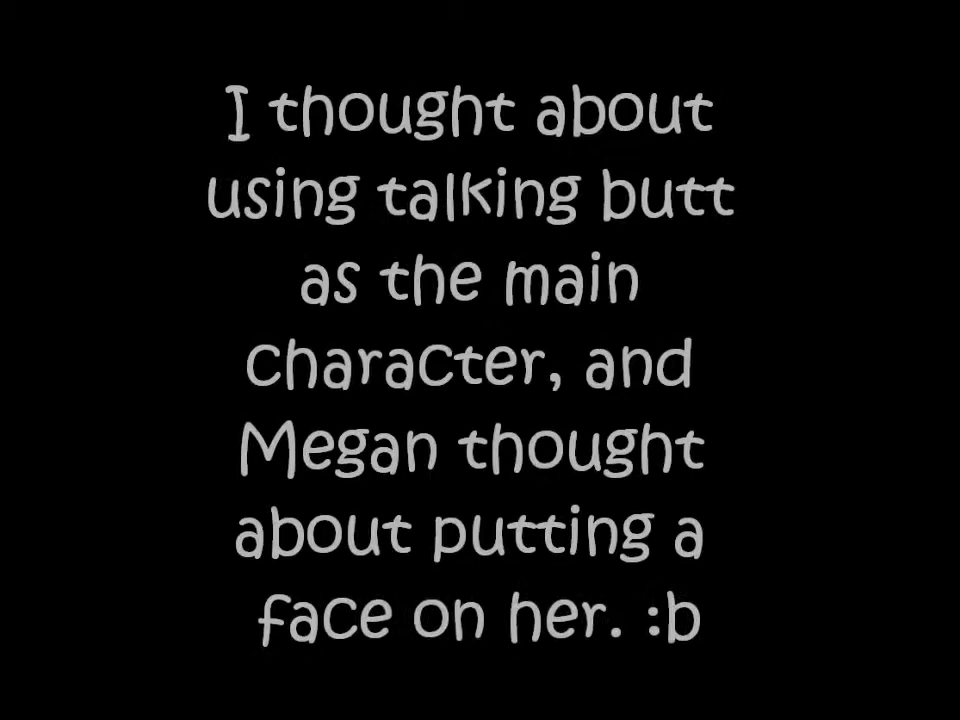 I thought about
using talking butt
as the main
character, and
Megan thought
about putting a
face on her. :b